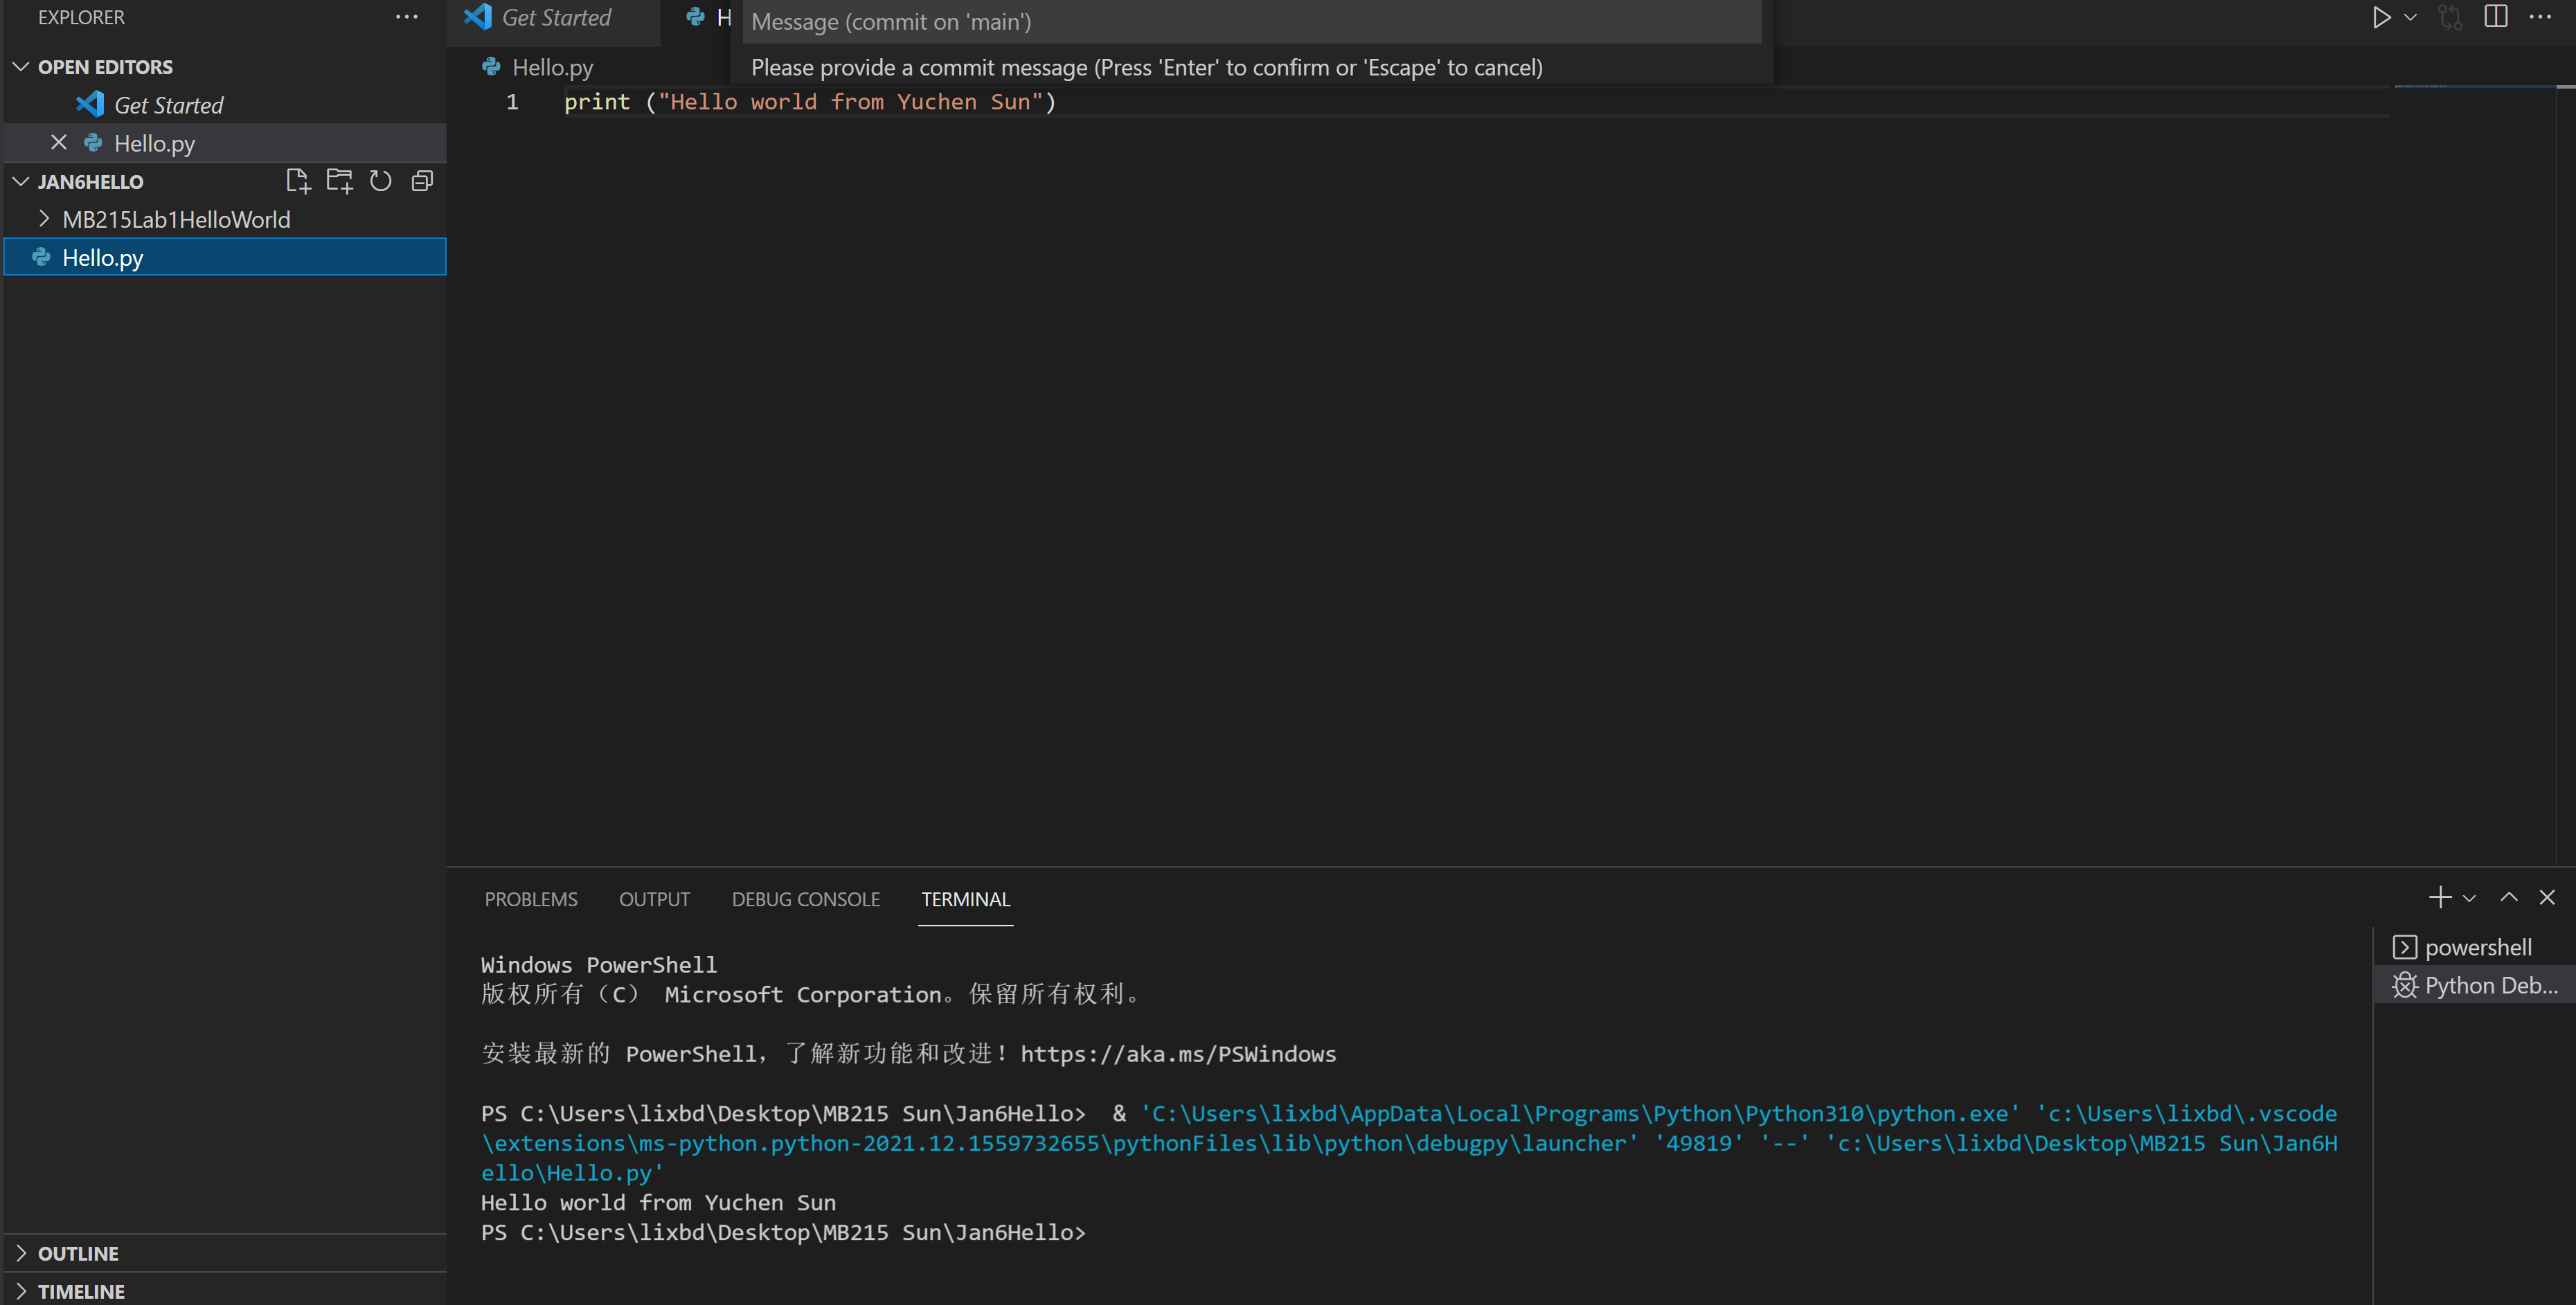 EXPLORER
OPEN EDITORS
Get Started
Hello.py
JAN6HELLO
MB215Lab1HelloWorld
Hello.py
OUTLINE
TIMELINE
Get Started
H
Message (commit on 'main')
Please provide a commit message (Press 'Enter' to confirm or 'Escape' to cancel)
Hello.py
1 print ("Hello world from Yuchen Sun")
PROBLEMS OUTPUT DEBUG CONSOLE TERMINAL
Windows PowerShell
版权所有（C） Microsoft Corporation。保留所有权利。
安装最新的 PowerShell，了解新功能和改进！https://aka.ms/PSWindows
PS C:\Users\lixbd\Desktop\MB215 Sun\Jan6Hello>  & 'C:\Users\lixbd\AppData\Local\Programs\Python\Python310\python.exe' 'c:\Users\lixbd\.vscode
\extensions\ms-python.python-2021.12.1559732655\pythonFiles\lib\python\debugpy\launcher' '49819' '--' 'c:\Users\lixbd\Desktop\MB215 Sun\Jan6H
ello\Hello.py'
Hello world from Yuchen Sun
PS C:\Users\lixbd\Desktop\MB215 Sun\Jan6Hello>
powershell
Python Deb...